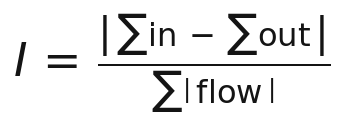 I = |∑in − ∑out| / ∑|flow|